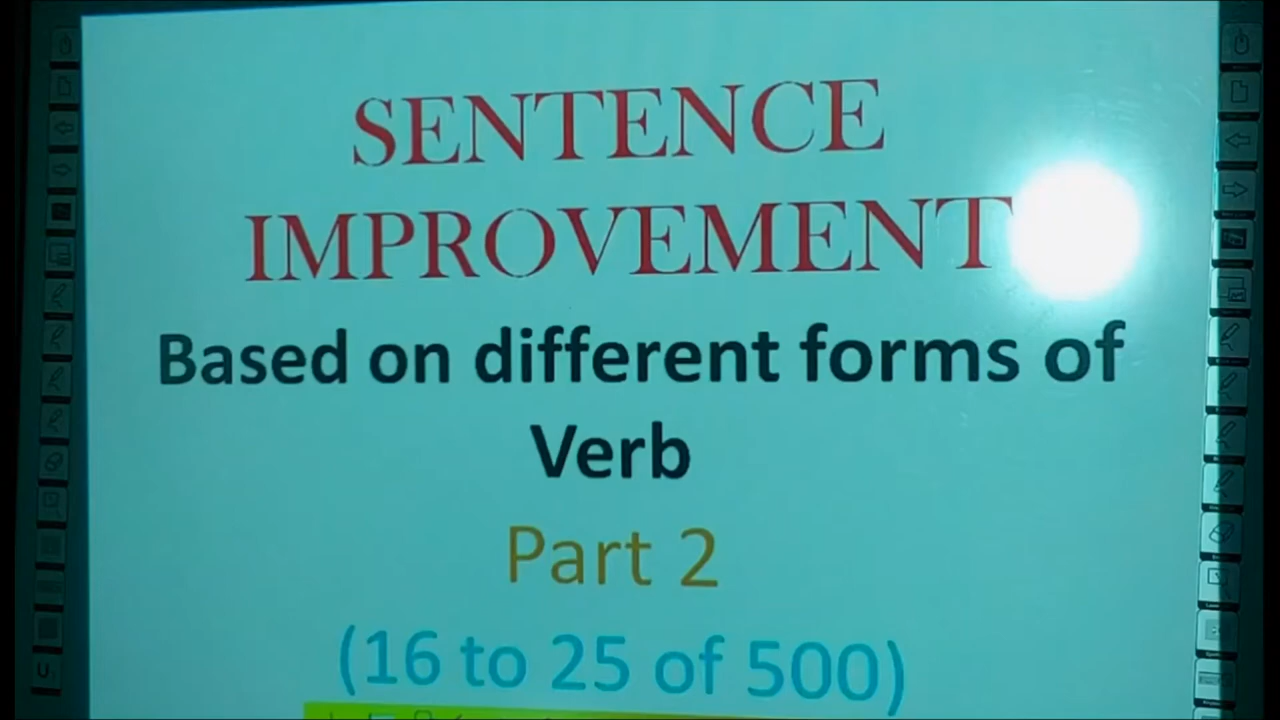 SENTENCE
IMPROVEMENT
Based on different forms of
Verb
Part 2
(16 to 25 of 500)